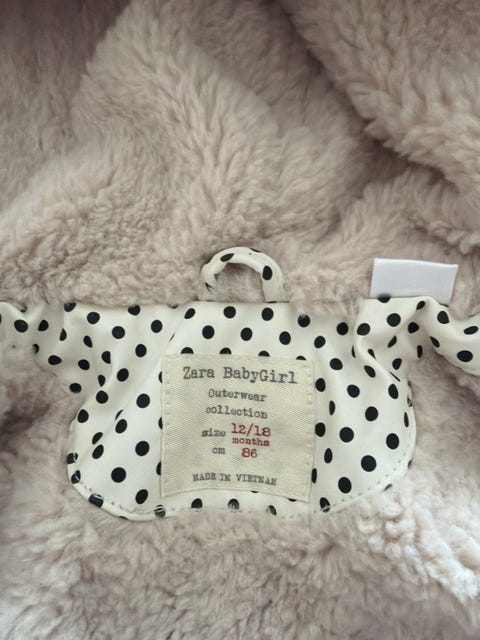 Zara BabyGirl
Outerwear
collection
size 12/18
months
cm 86
MADE IN VIETNAM